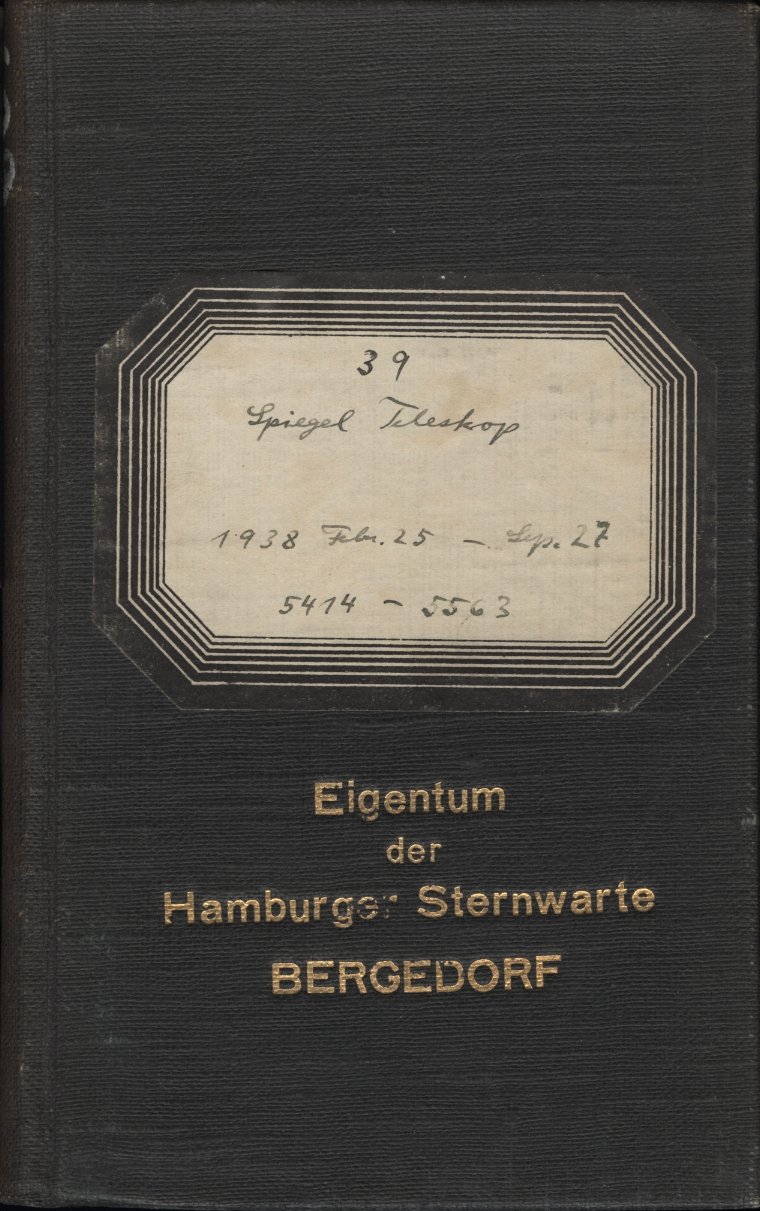 39
Spiegel Teleskop
1938 Febr. 25 – Sep. 27
5414 – 5563
Eigentum
der
Hamburger Sternwarte
BERGEDORF